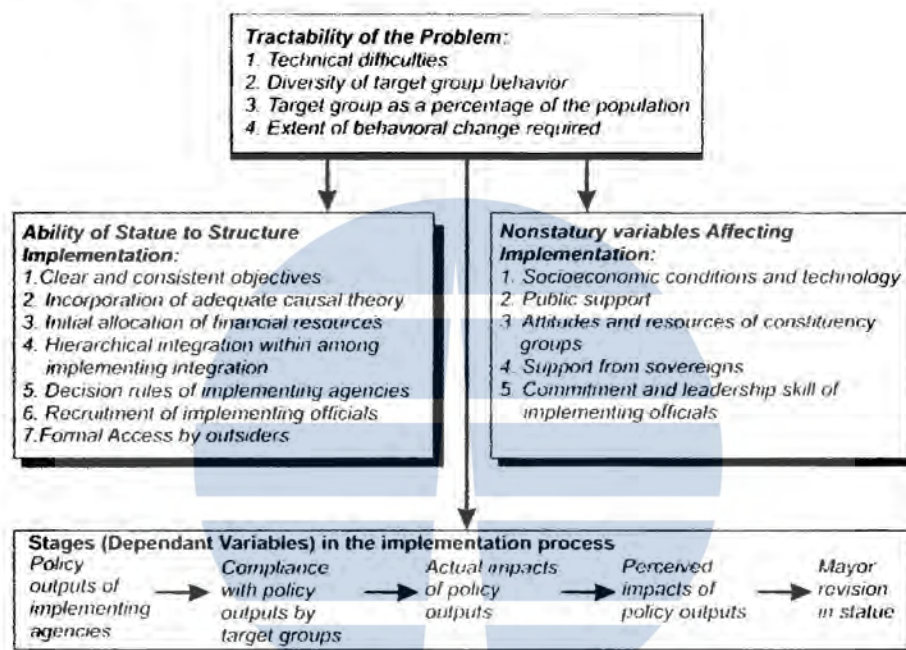 Tractability of the Problem:
1. Technical difficulties
2. Diversity of target group behavior
3. Target group as a percentage of the population
4. Extent of behavioral change required
Ability of Statue to Structure
Implementation:
1.Clear and consistent objectives
2. Incorporation of adequate causal theory
3. Initial allocation of financial resources
4. Hierarchical integration within among
implementing integration
5. Decision rules of implementing agencies
6. Recruitment of implementing officials
7.Formal Access by outsiders
Nonstatury variables Affecting
Implementation:
1. Socioeconomic conditions and technology
2. Public support
3 Attitudes and resources of constituency
groups
4. Support from sovereigns
5. Commitment and leadership skill of
implementing officials
Stages (Dependant Variables) in the implementation process
Policy
outputs of
implementing
agencies
Compliance
with policy
outputs by
target groups
Actual impacts
of policy
outputs
Perceived
impacts of
policy outputs
Mayor
revision
in statue